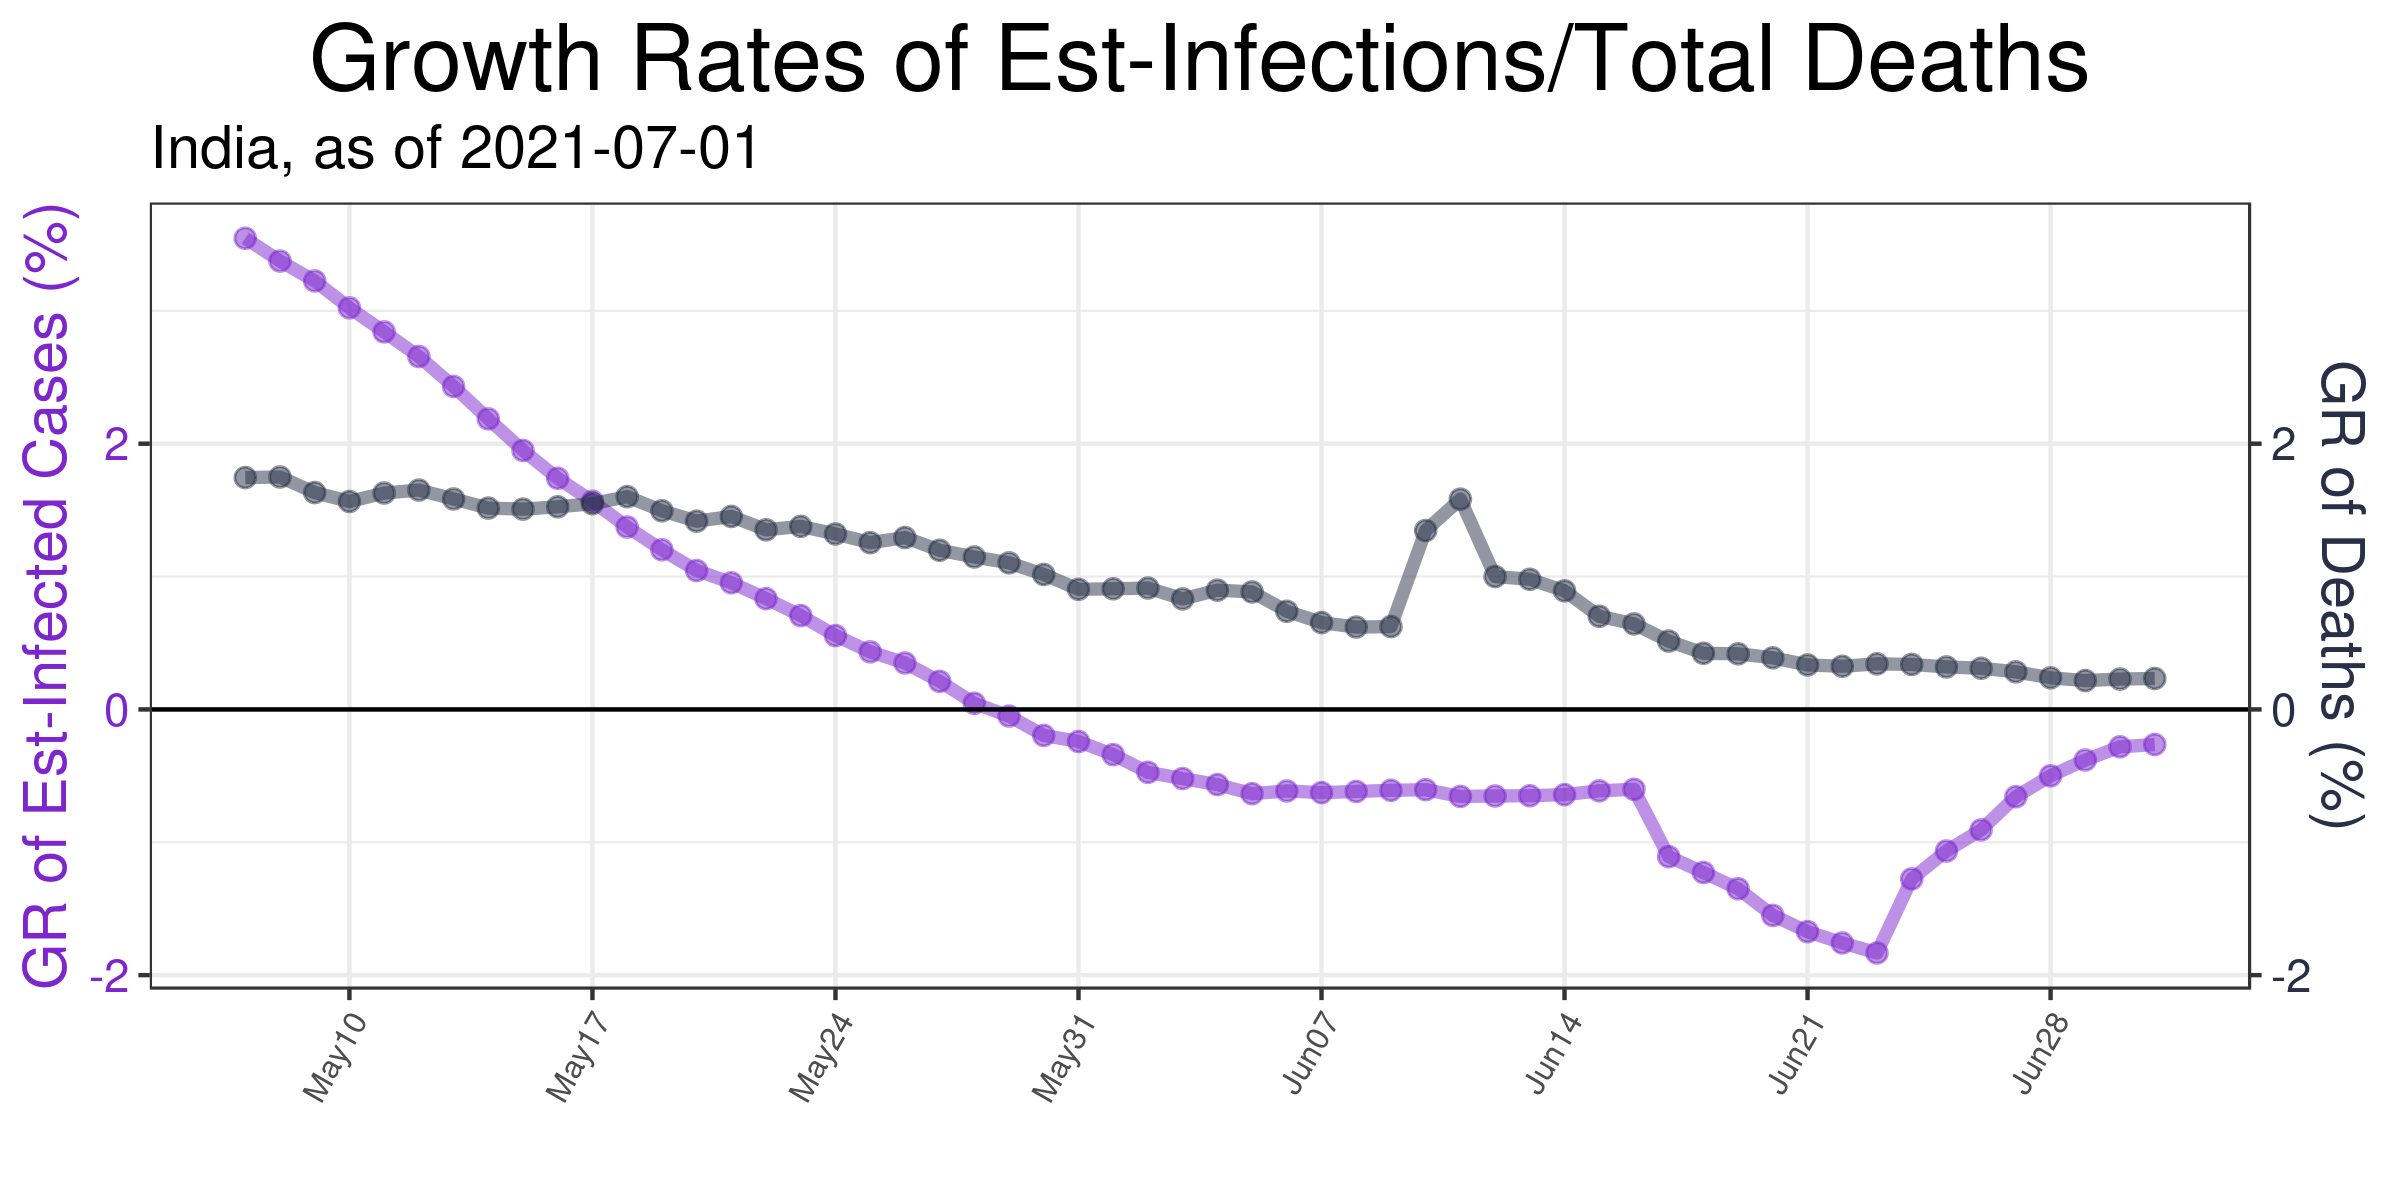 Growth Rates of Est-Infections/Total Deaths
India, as of 2021-07-01
GR of Est-Infected Cases (%)
2
0
-2
2
0
-2
GR of Deaths (%)
May10
May17
May24
May31
Jun07
Jun14
Jun21
Jun28